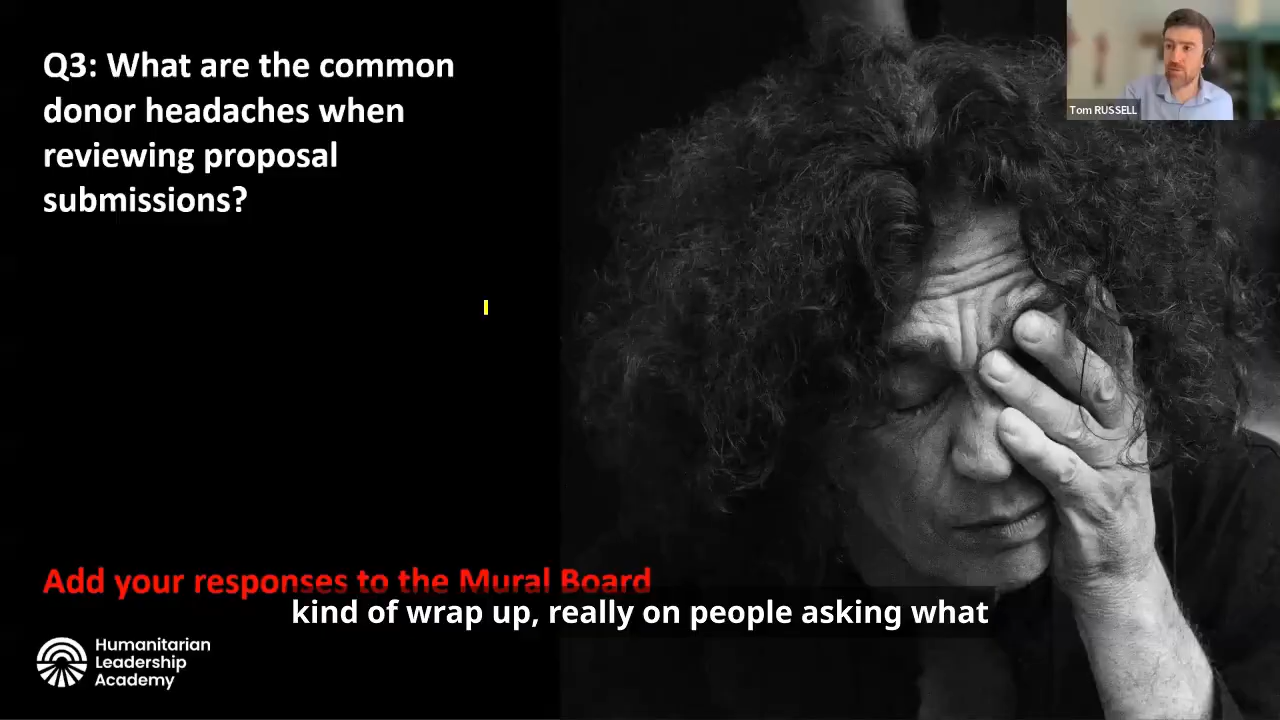 Q3: What are the common
donor headaches when
reviewing proposal
submissions?
Tom RUSSELL
Add your responses to the Mural Board
kind of wrap up, really on people asking what
Humanitarian
Leadership
Academy